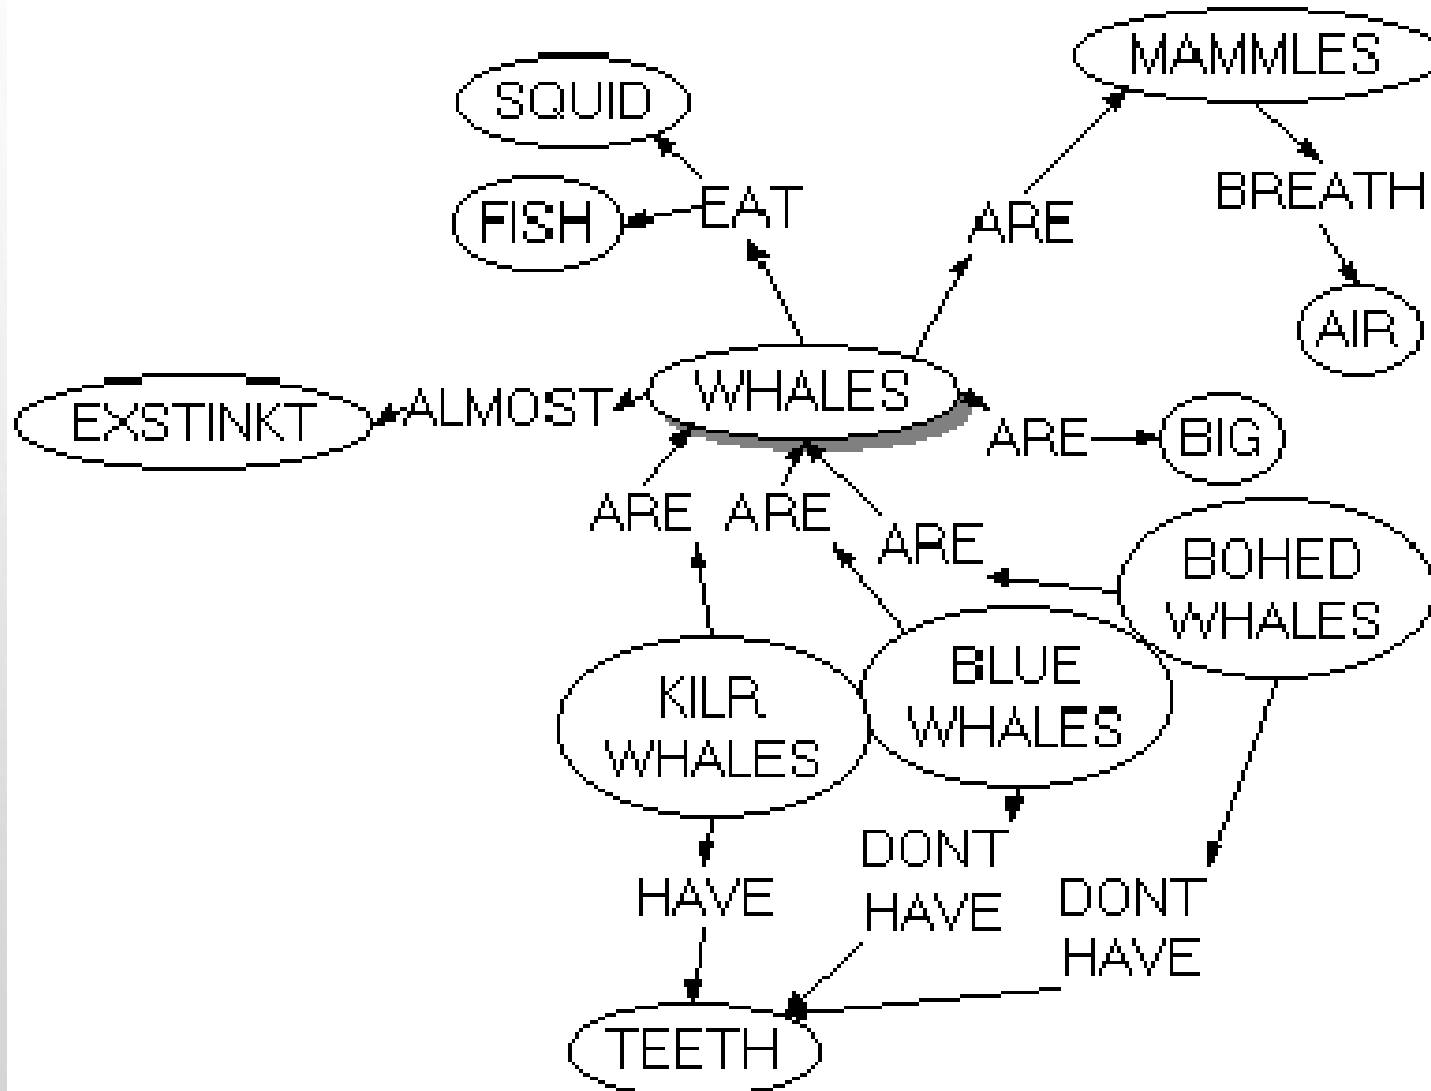 MAMMLES
SQUID
BREATH
EAT
ARE
FISH
AIR
WHALES
EXSTINKT
ALMOST
ARE
BIG
ARE
ARE
ARE
BOHED
WHALES
BLUE
WHALES
KILR
WHALES
DONT
HAVE
HAVE
DONT
HAVE
TEETH